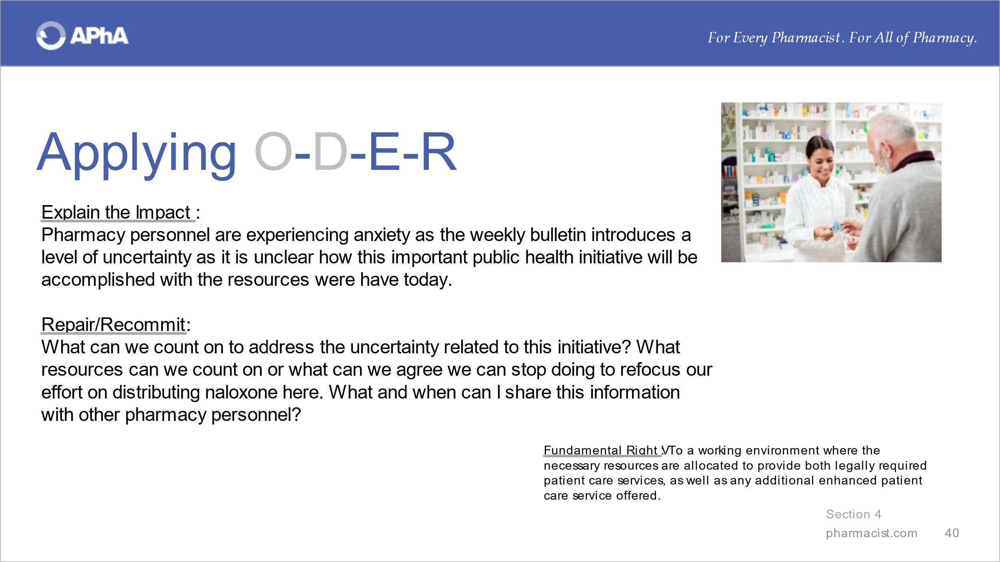 APhA
For Every Pharmacist. For All of Pharmacy.
Applying O-D-E-R
Explain the Impact :
Pharmacy personnel are experiencing anxiety as the weekly bulletin introduces a
level of uncertainty as it is unclear how this important public health initiative will be
accomplished with the resources were have today.
Repair/Recommit:
What can we count on to address the uncertainty related to this initiative? What
resources can we count on or what can we agree we can stop doing to refocus our
effort on distributing naloxone here. What and when can I share this information
with other pharmacy personnel?
Fundamental Right V: To a working environment where the
necessary resources are allocated to provide both legally required
patient care services, as well as any additional enhanced patient
care service offered.
Section 4
pharmacist.com 40